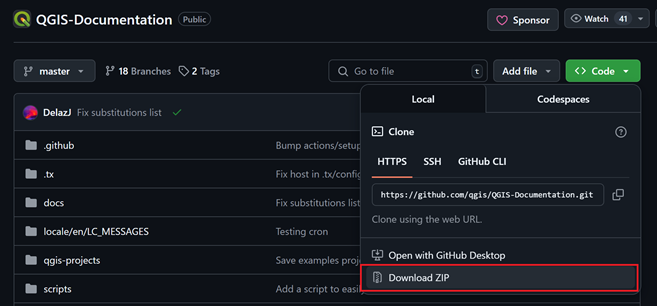 QGIS-Documentation Public Sponsor Watch 41
master 18 Branches 2 Tags Go to file t Add file Code
Local Codespaces
DelazJ Fix substitutions list
Clone
.github Bump actions/setup
HTTPS SSH GitHub CLI
.tx Fix host in .tx/config
https://github.com/qgis/QGIS-Documentation.git
docs Fix substitutions list
Clone using the web URL.
locale/en/LC_MESSAGES Testing cron
qgis-projects Save examples proje
Open with GitHub Desktop
Download ZIP
scripts Add a script to easily